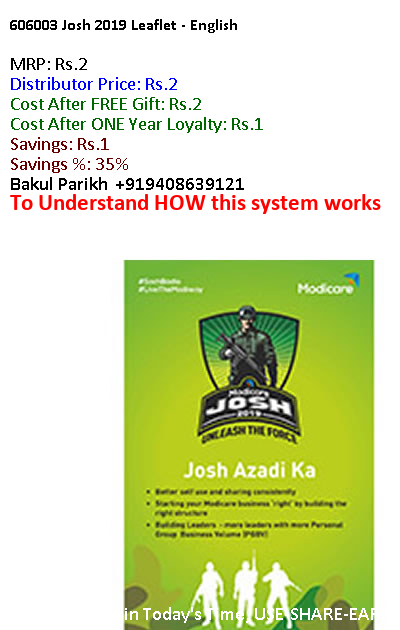 606003 Josh 2019 Leaflet - English
MRP: Rs.2
Distributor Price: Rs.2
Cost After FREE Gift: Rs.2
Cost After ONE Year Loyalty: Rs.1
Savings: Rs.1
Savings %: 35%
Bakul Parikh +919408639121
To Understand HOW this system works
#SochBadlo
#LiveTheModiway
Modicare
Modicare
JOSH
2019
UNLEASH THE FORCE
Josh Azadi Ka
• Better self use and sharing consistently
• Starting your Modicare business 'right' by building the
right structure
• Building Leaders - more leaders with more Personal
Group Business Volume (PGBV)
in Today's Time, USE-SHARE-EAR